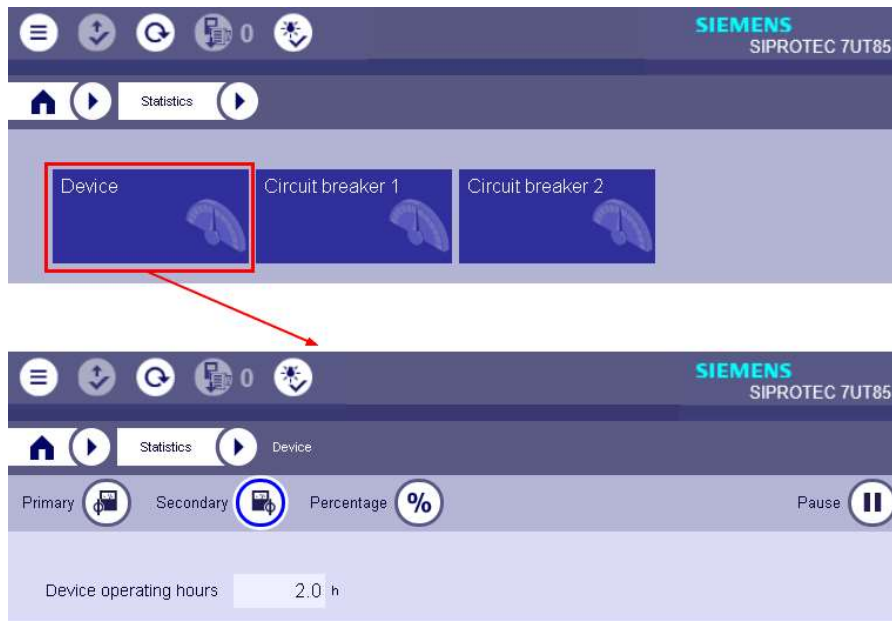 0
SIEMENS
SIPROTEC 7UT85
Statistics
Device
Circuit breaker 1
Circuit breaker 2
0
SIEMENS
SIPROTEC 7UT85
Statistics
Device
Primary
Secondary
Percentage
%
Pause
Device operating hours
2.0 h